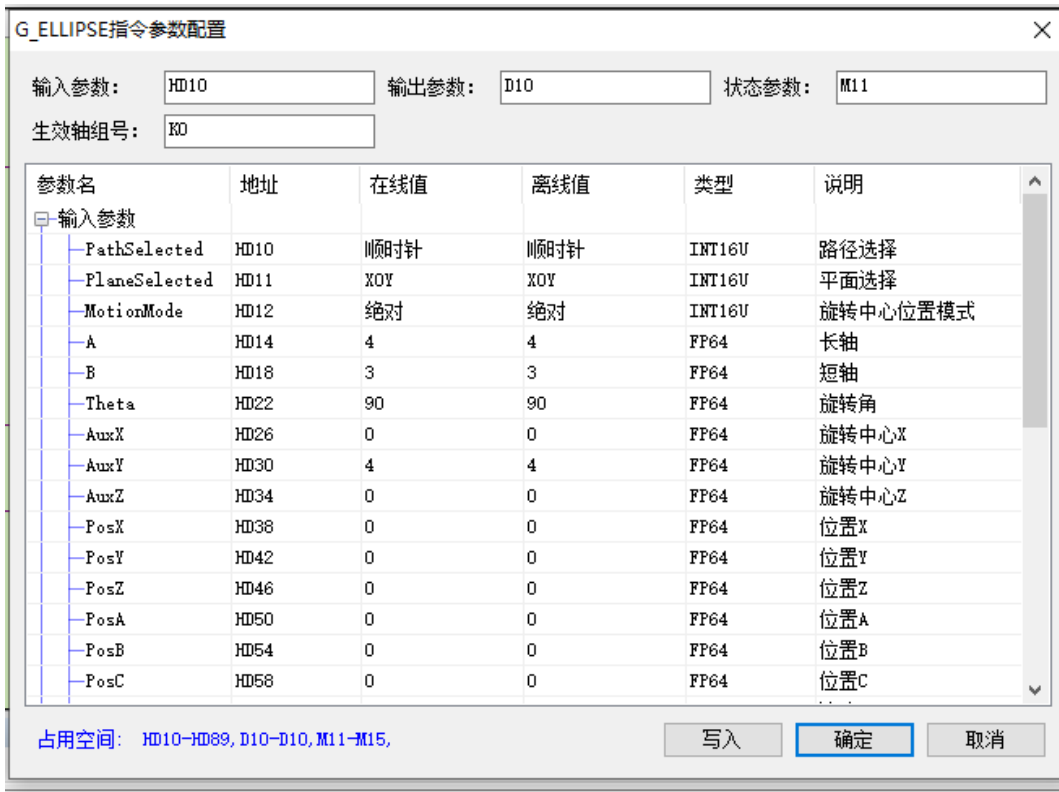 G_ELLIPSE指令参数配置
输入参数： HD10 输出参数： D10 状态参数： M11
生效轴组号： K0
参数名 地址 在线值 离线值 类型 说明
输入参数
PathSelected HD10 顺时针 顺时针 INT16U 路径选择
PlaneSelected HD11 XOY XOY INT16U 平面选择
MotionMode HD12 绝对 绝对 INT16U 旋转中心位置模式
A HD14 4 4 FP64 长轴
B HD18 3 3 FP64 短轴
Theta HD22 90 90 FP64 旋转角
AuxX HD26 0 0 FP64 旋转中心X
AuxY HD30 4 4 FP64 旋转中心Y
AuxZ HD34 0 0 FP64 旋转中心Z
PosX HD38 0 0 FP64 位置X
PosY HD42 0 0 FP64 位置Y
PosZ HD46 0 0 FP64 位置Z
PosA HD50 0 0 FP64 位置A
PosB HD54 0 0 FP64 位置B
PosC HD58 0 0 FP64 位置C
占用空间: HD10-HD89,D10-D10,M11-M15, 写入 确定 取消